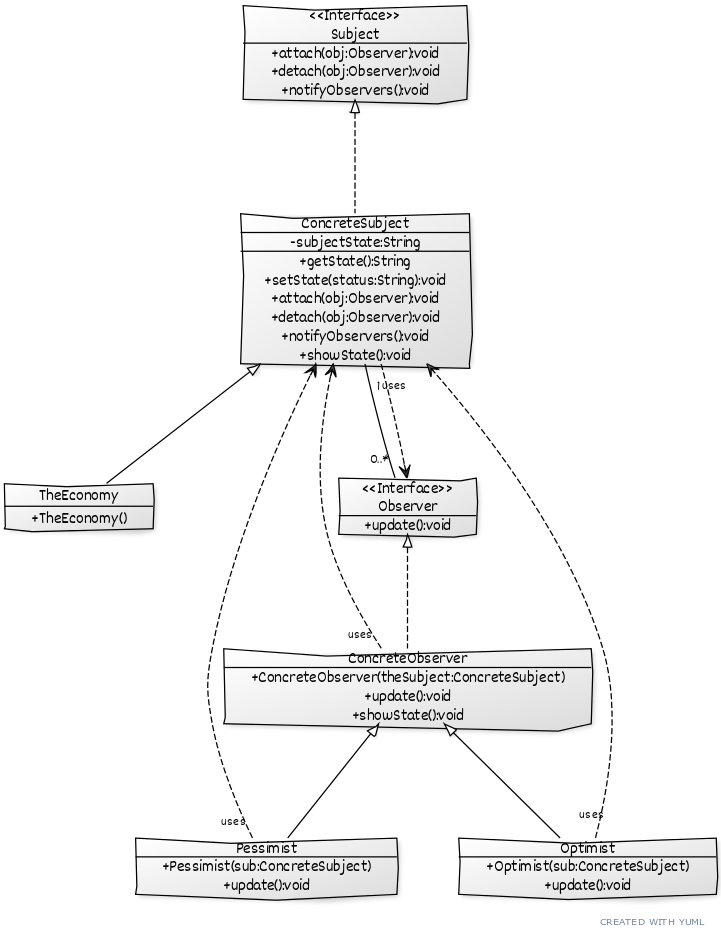 <<Interface>>
Subject
+attach(obj:Observer):void
+detach(obj:Observer):void
+notifyObservers():void
ConcreteSubject
-subjectState:String
+getState():String
+setState(status:String):void
+attach(obj:Observer):void
+detach(obj:Observer):void
+notifyObservers():void
+showState():void
1 uses
0..*
TheEconomy
+TheEconomy()
<<Interface>>
Observer
+update():void
uses
ConcreteObserver
+ConcreteObserver(theSubject:ConcreteSubject)
+update():void
+showState():void
uses
uses
Pessimist
+Pessimist(sub:ConcreteSubject)
+update():void
Optimist
+Optimist(sub:ConcreteSubject)
+update():void
CREATED WITH YUML